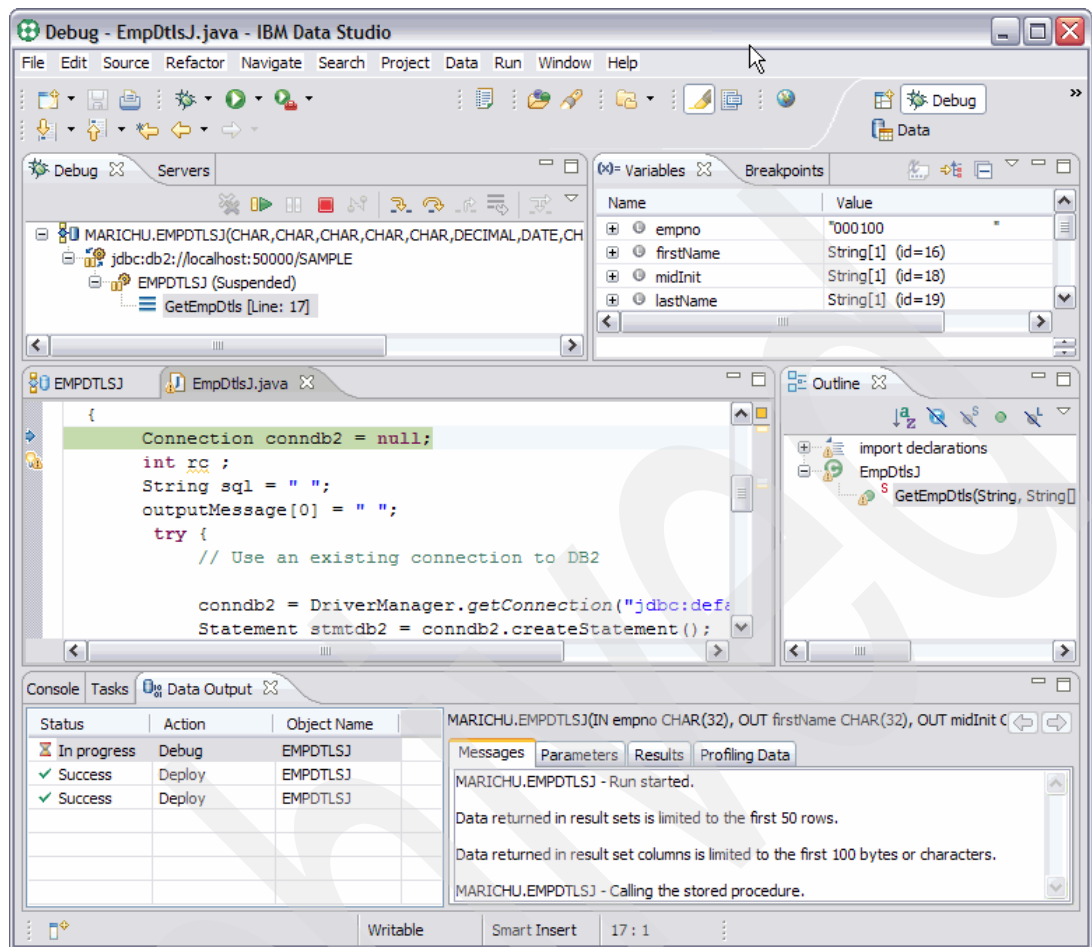 Debug - EmpDtlsJ.java - IBM Data Studio
File Edit Source Refactor Navigate Search Project Data Run Window Help
Debug
Data
Debug Servers
MARICHU.EMPDTLSJ(CHAR,CHAR,CHAR,CHAR,CHAR,DECIMAL,DATE,CH
jdbc:db2://localhost:50000/SAMPLE
EMPDTLSJ (Suspended)
GetEmpDtls [Line: 17]
(x)= Variables Breakpoints
Name Value
empno "000100 "
firstName String[1] (id=16)
midInit String[1] (id=18)
lastName String[1] (id=19)
EMPDTLSJ EmpDtlsJ.java
{
Connection conndb2 = null;
int rc ;
String sql = " ";
outputMessage[0] = " ";
try {
// Use an existing connection to DB2
conndb2 = DriverManager.getConnection("jdbc:defa
Statement stmtdb2 = conndb2.createStatement();
Outline
import declarations
EmpDtlsJ
GetEmpDtls(String, String[]
Console Tasks Data Output
Status Action Object Name
In progress Debug EMPDTLSJ
Success Deploy EMPDTLSJ
Success Deploy EMPDTLSJ
MARICHU.EMPDTLSJ(IN empno CHAR(32), OUT firstName CHAR(32), OUT midInit C
Messages Parameters Results Profiling Data
MARICHU.EMPDTLSJ - Run started.
Data returned in result sets is limited to the first 50 rows.
Data returned in result set columns is limited to the first 100 bytes or characters.
MARICHU.EMPDTLSJ - Calling the stored procedure.
Writable Smart Insert 17 : 1